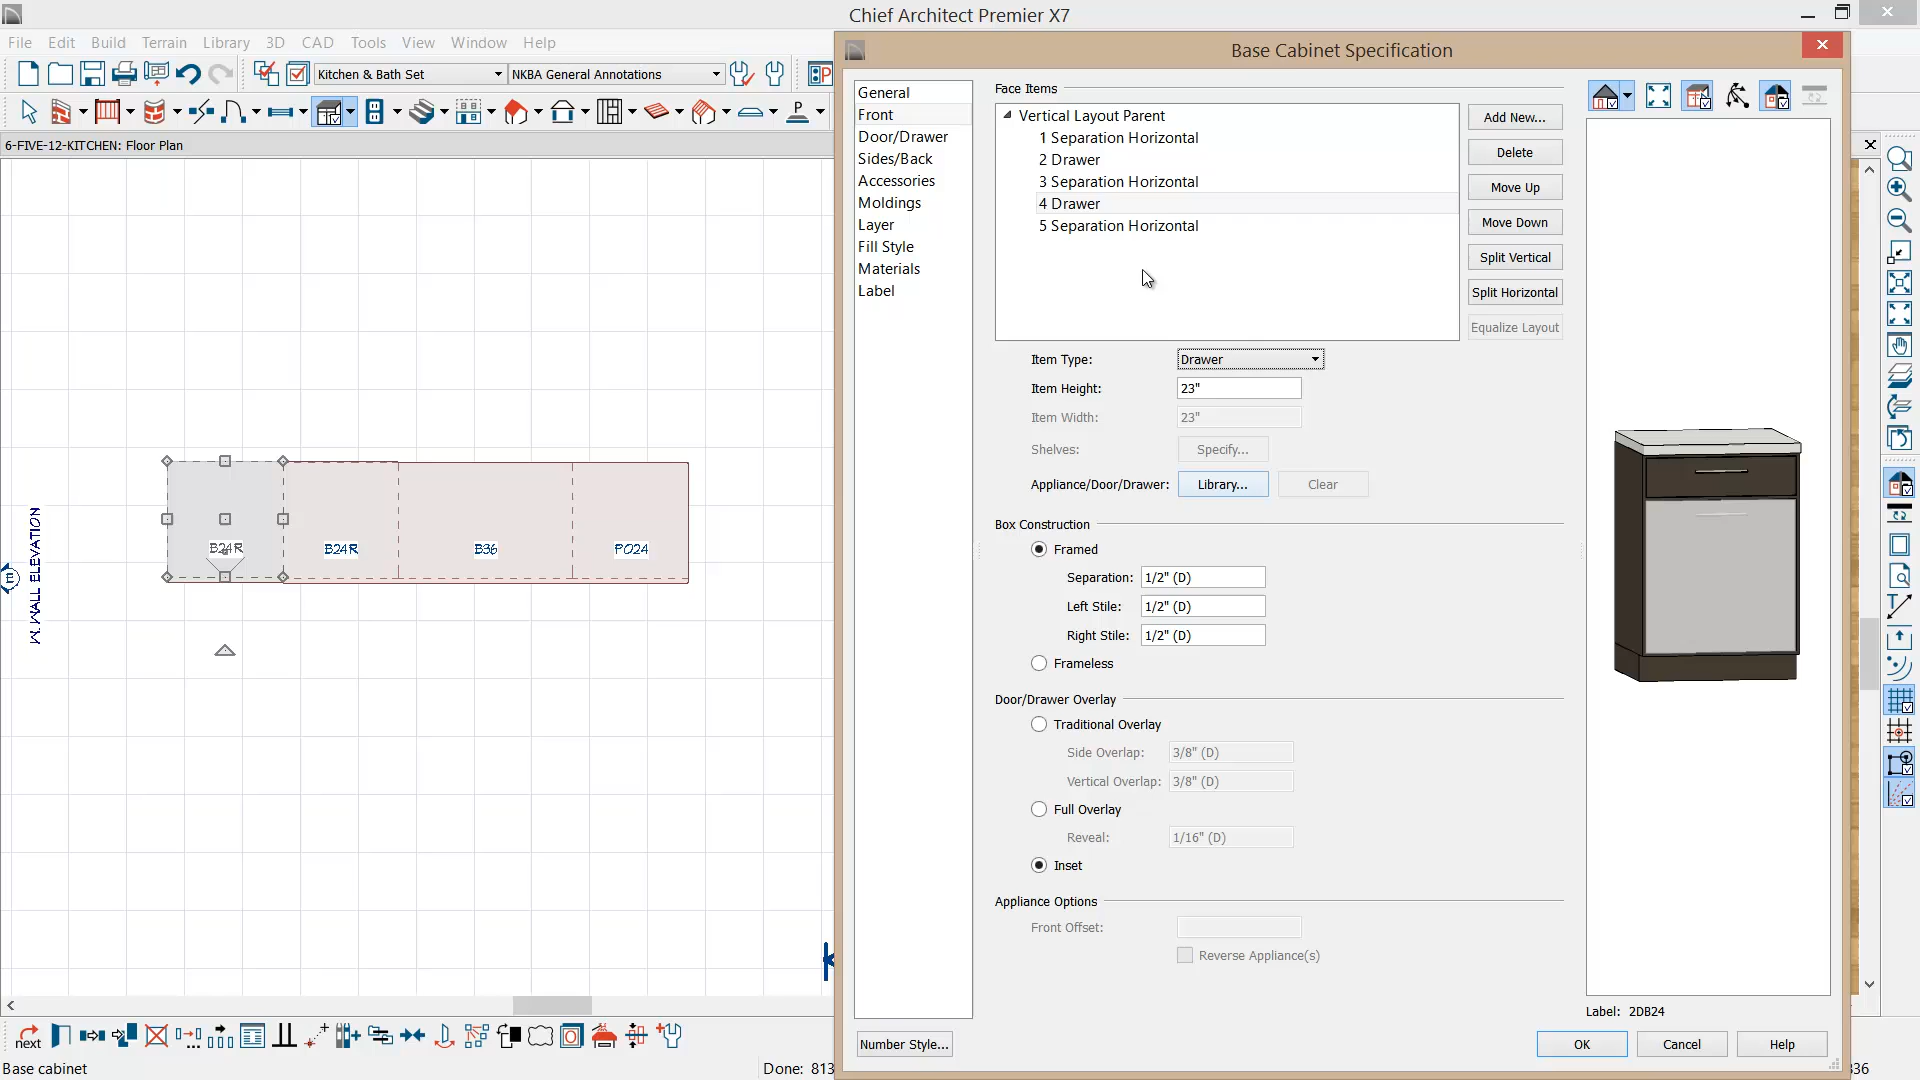 Chief Architect Premier X7
File Edit Build Terrain Library 3D CAD Tools View Window Help
Kitchen & Bath Set
NKBA General Annotations
6-FIVE-12-KITCHEN: Floor Plan
W. WALL ELEVATION
B24R
B24R
B36
PO24
next
Base cabinet
Done: 813
Base Cabinet Specification
General
Front
Door/Drawer
Sides/Back
Accessories
Moldings
Layer
Fill Style
Materials
Label
Number Style...
Face Items
Vertical Layout Parent
1 Separation Horizontal
2 Drawer
3 Separation Horizontal
4 Drawer
5 Separation Horizontal
Add New...
Delete
Move Up
Move Down
Split Vertical
Split Horizontal
Equalize Layout
Item Type: Drawer
Item Height: 23"
Item Width: 23"
Shelves: Specify...
Appliance/Door/Drawer: Library... Clear
Box Construction
Framed
Separation: 1/2" (D)
Left Stile: 1/2" (D)
Right Stile: 1/2" (D)
Frameless
Door/Drawer Overlay
Traditional Overlay
Side Overlap: 3/8" (D)
Vertical Overlap: 3/8" (D)
Full Overlay
Reveal: 1/16" (D)
Inset
Appliance Options
Front Offset:
Reverse Appliance(s)
Label: 2DB24
OK Cancel Help